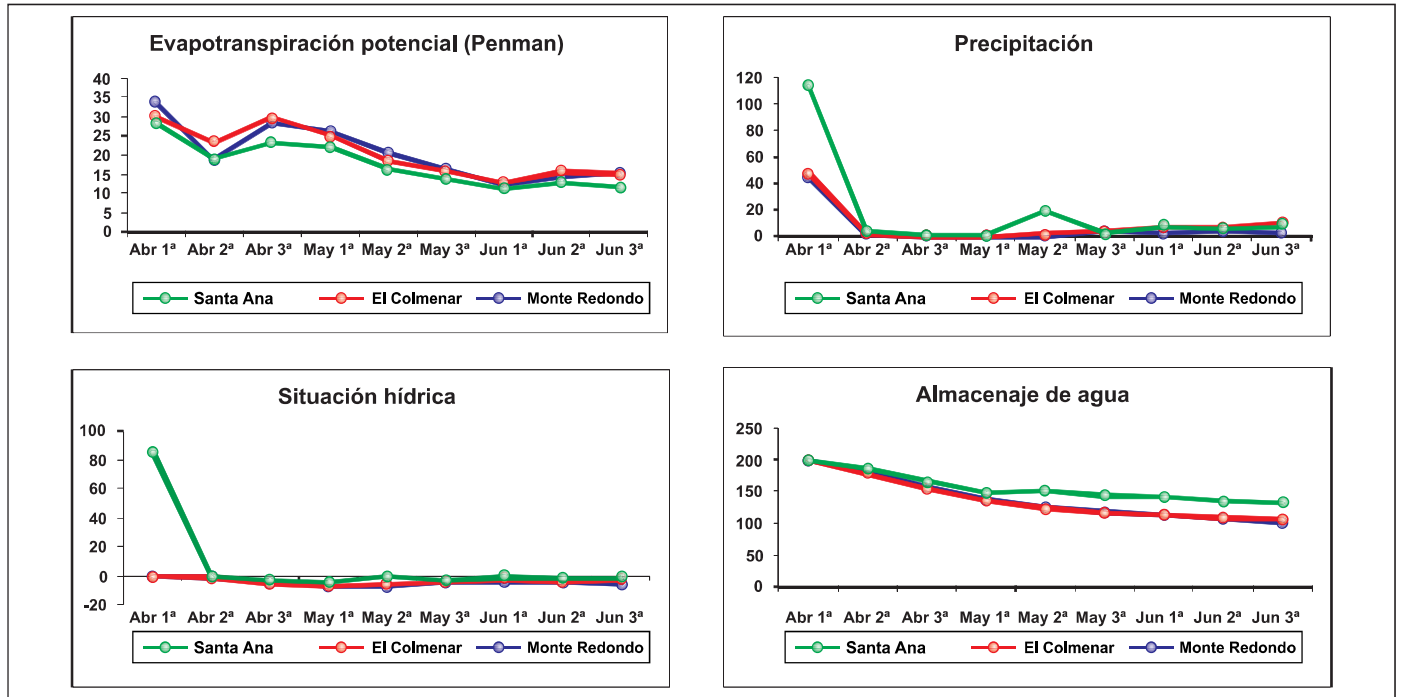 Evapotranspiración potencial (Penman)
40
35
30
25
20
15
10
5
0
Abr 1ª Abr 2ª Abr 3ª May 1ª May 2ª May 3ª Jun 1ª Jun 2ª Jun 3ª
Santa Ana El Colmenar Monte Redondo
Precipitación
120
100
80
60
40
20
0
Abr 1ª Abr 2ª Abr 3ª May 1ª May 2ª May 3ª Jun 1ª Jun 2ª Jun 3ª
Santa Ana El Colmenar Monte Redondo
Situación hídrica
100
80
60
40
20
0
-20
Abr 1ª Abr 2ª Abr 3ª May 1ª May 2ª May 3ª Jun 1ª Jun 2ª Jun 3ª
Santa Ana El Colmenar Monte Redondo
Almacenaje de agua
250
200
150
100
50
0
Abr 1ª Abr 2ª Abr 3ª May 1ª May 2ª May 3ª Jun 1ª Jun 2ª Jun 3ª
Santa Ana El Colmenar Monte Redondo